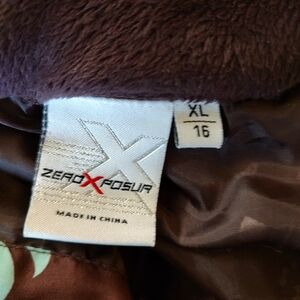 ZEROXPOSUR
MADE IN CHINA
XL
16